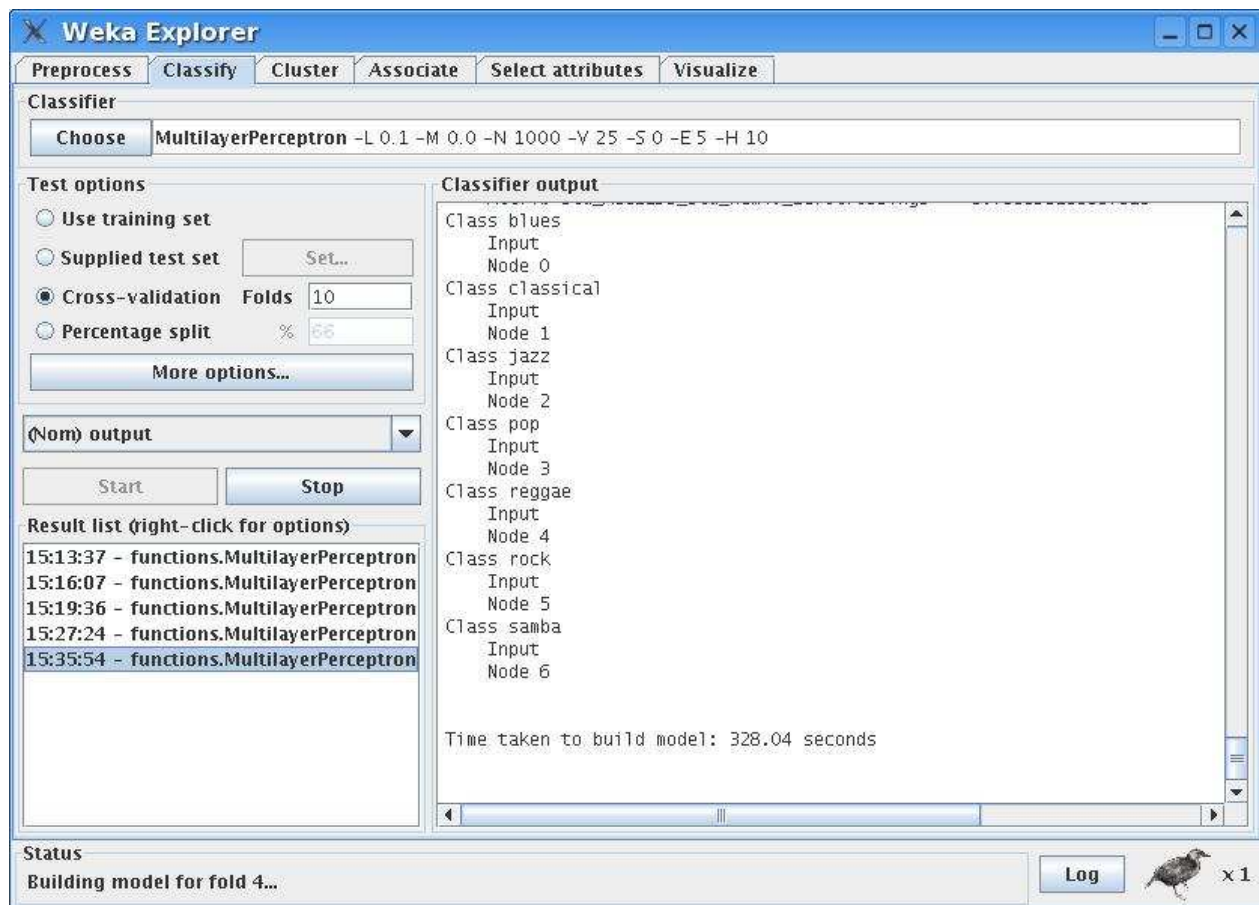 Weka Explorer
Preprocess Classify Cluster Associate Select attributes Visualize
Classifier
Choose MultilayerPerceptron -L 0.1 -M 0.0 -N 1000 -V 25 -S 0 -E 5 -H 10
Test options
Use training set
Supplied test set Set...
Cross-validation Folds 10
Percentage split % 66
More options...
(Nom) output
Start Stop
Result list (right-click for options)
15:13:37 - functions.MultilayerPerceptron
15:16:07 - functions.MultilayerPerceptron
15:19:36 - functions.MultilayerPerceptron
15:27:24 - functions.MultilayerPerceptron
15:35:54 - functions.MultilayerPerceptron
Classifier output
Class blues
Input
Node 0
Class classical
Input
Node 1
Class jazz
Input
Node 2
Class pop
Input
Node 3
Class reggae
Input
Node 4
Class rock
Input
Node 5
Class samba
Input
Node 6
Time taken to build model: 328.04 seconds
Status
Building model for fold 4...
Log x 1